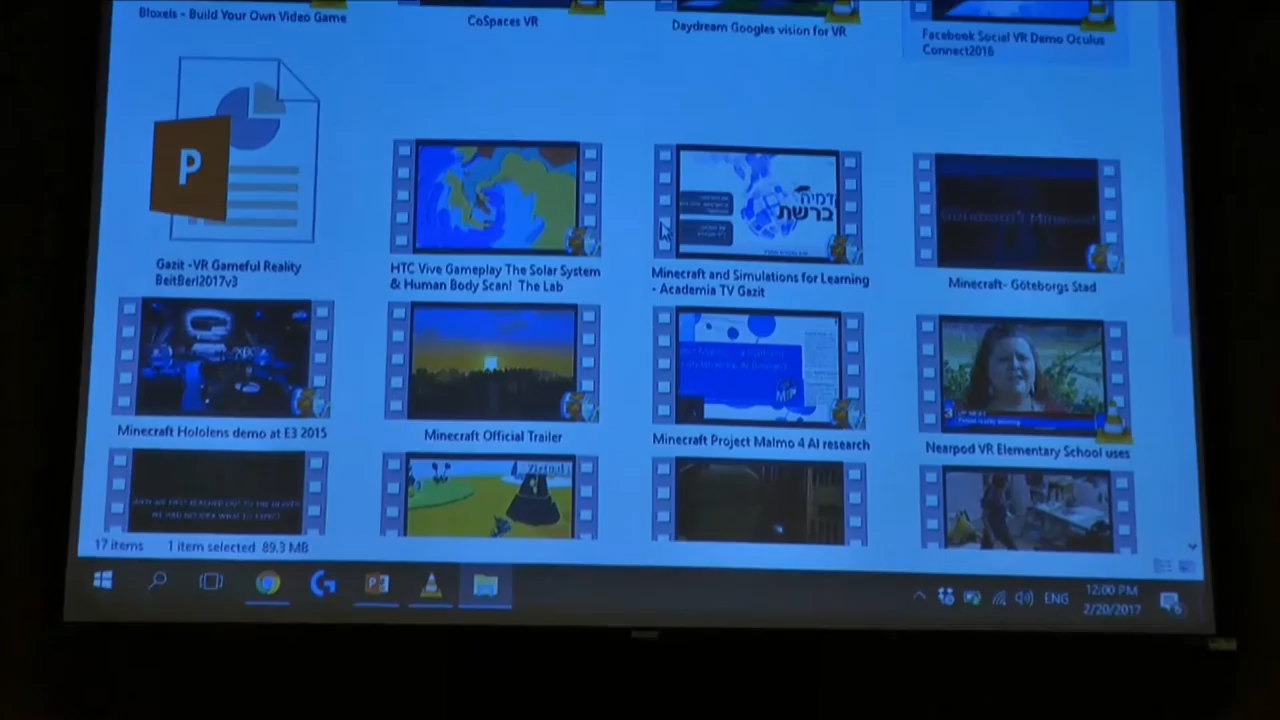 Bloxels - Build Your Own Video Game
CoSpaces VR
Daydream Googles vision for VR
Facebook Social VR Demo Oculus
Connect2016
P
דמיה
ברשת
Gazit -VR Gameful Reality
BeitBerl2017v3
HTC Vive Gameplay The Solar System
& Human Body Scan! The Lab
Minecraft and Simulations for Learning
- Academia TV Gazit
Minecraft- Göteborgs Stad
Minecraft Hololens demo at E3 2015
Minecraft Official Trailer
Minecraft Project Malmo 4 AI research
Nearpod VR Elementary School uses
17 items 1 item selected 89.3 MB
ENG
12:00 PM
2/20/2017